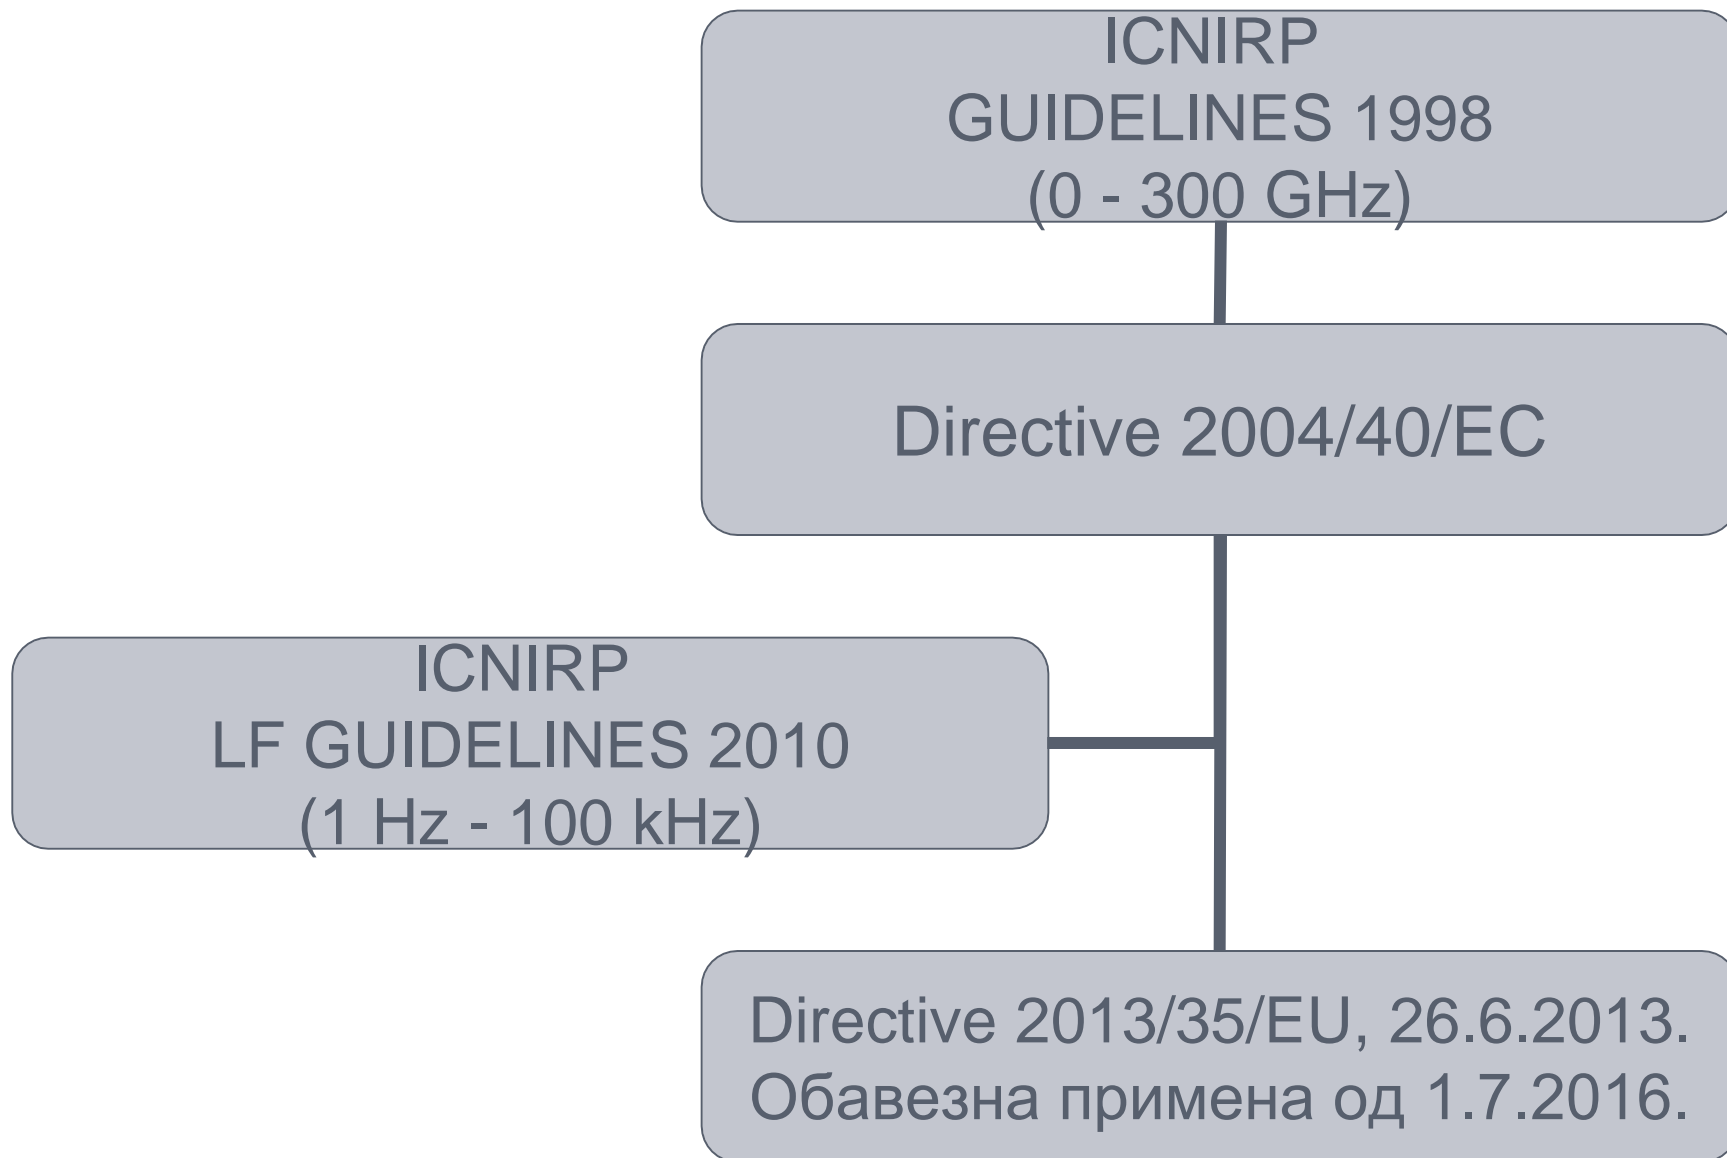 ICNIRP
GUIDELINES 1998
(0 - 300 GHz)
Directive 2004/40/EC
ICNIRP
LF GUIDELINES 2010
(1 Hz - 100 kHz)
Directive 2013/35/EU, 26.6.2013.
Обавезна примена од 1.7.2016.